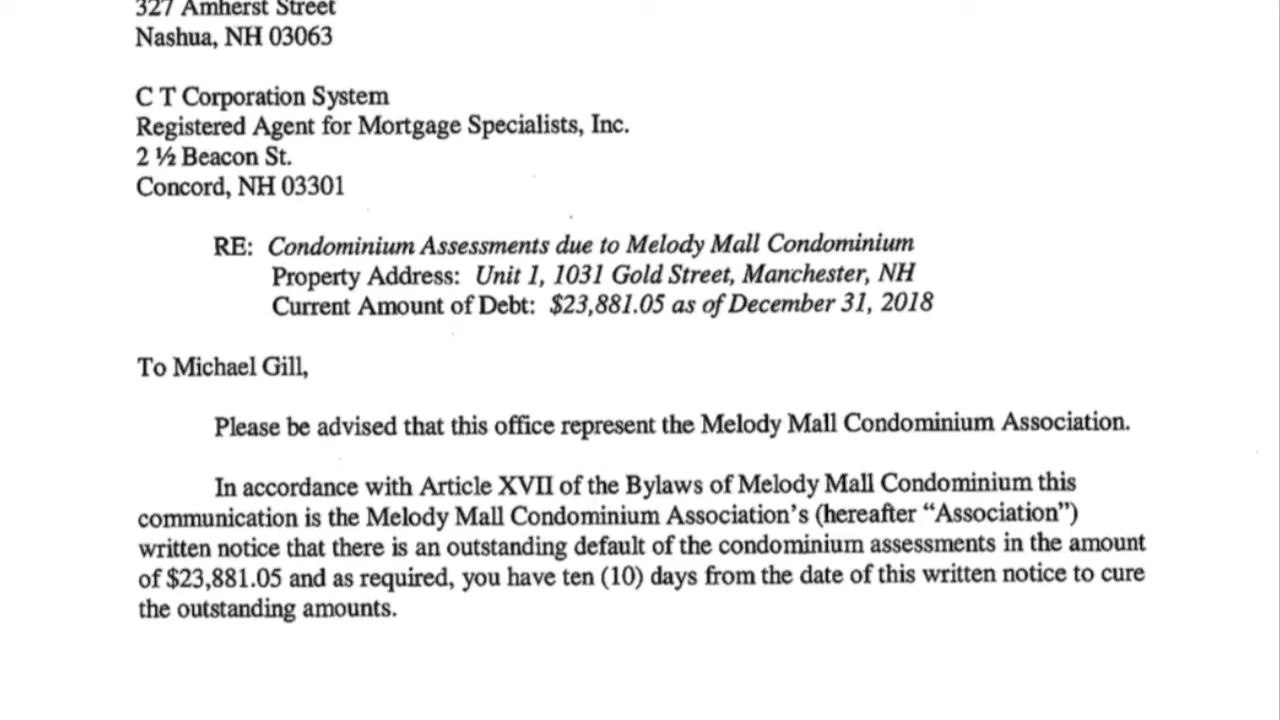 327 Amherst Street
Nashua, NH 03063
C T Corporation System
Registered Agent for Mortgage Specialists, Inc.
2 ½ Beacon St.
Concord, NH 03301
RE: Condominium Assessments due to Melody Mall Condominium
Property Address: Unit 1, 1031 Gold Street, Manchester, NH
Current Amount of Debt: $23,881.05 as of December 31, 2018
To Michael Gill,
Please be advised that this office represent the Melody Mall Condominium Association.
In accordance with Article XVII of the Bylaws of Melody Mall Condominium this
communication is the Melody Mall Condominium Association's (hereafter "Association")
written notice that there is an outstanding default of the condominium assessments in the amount
of $23,881.05 and as required, you have ten (10) days from the date of this written notice to cure
the outstanding amounts.